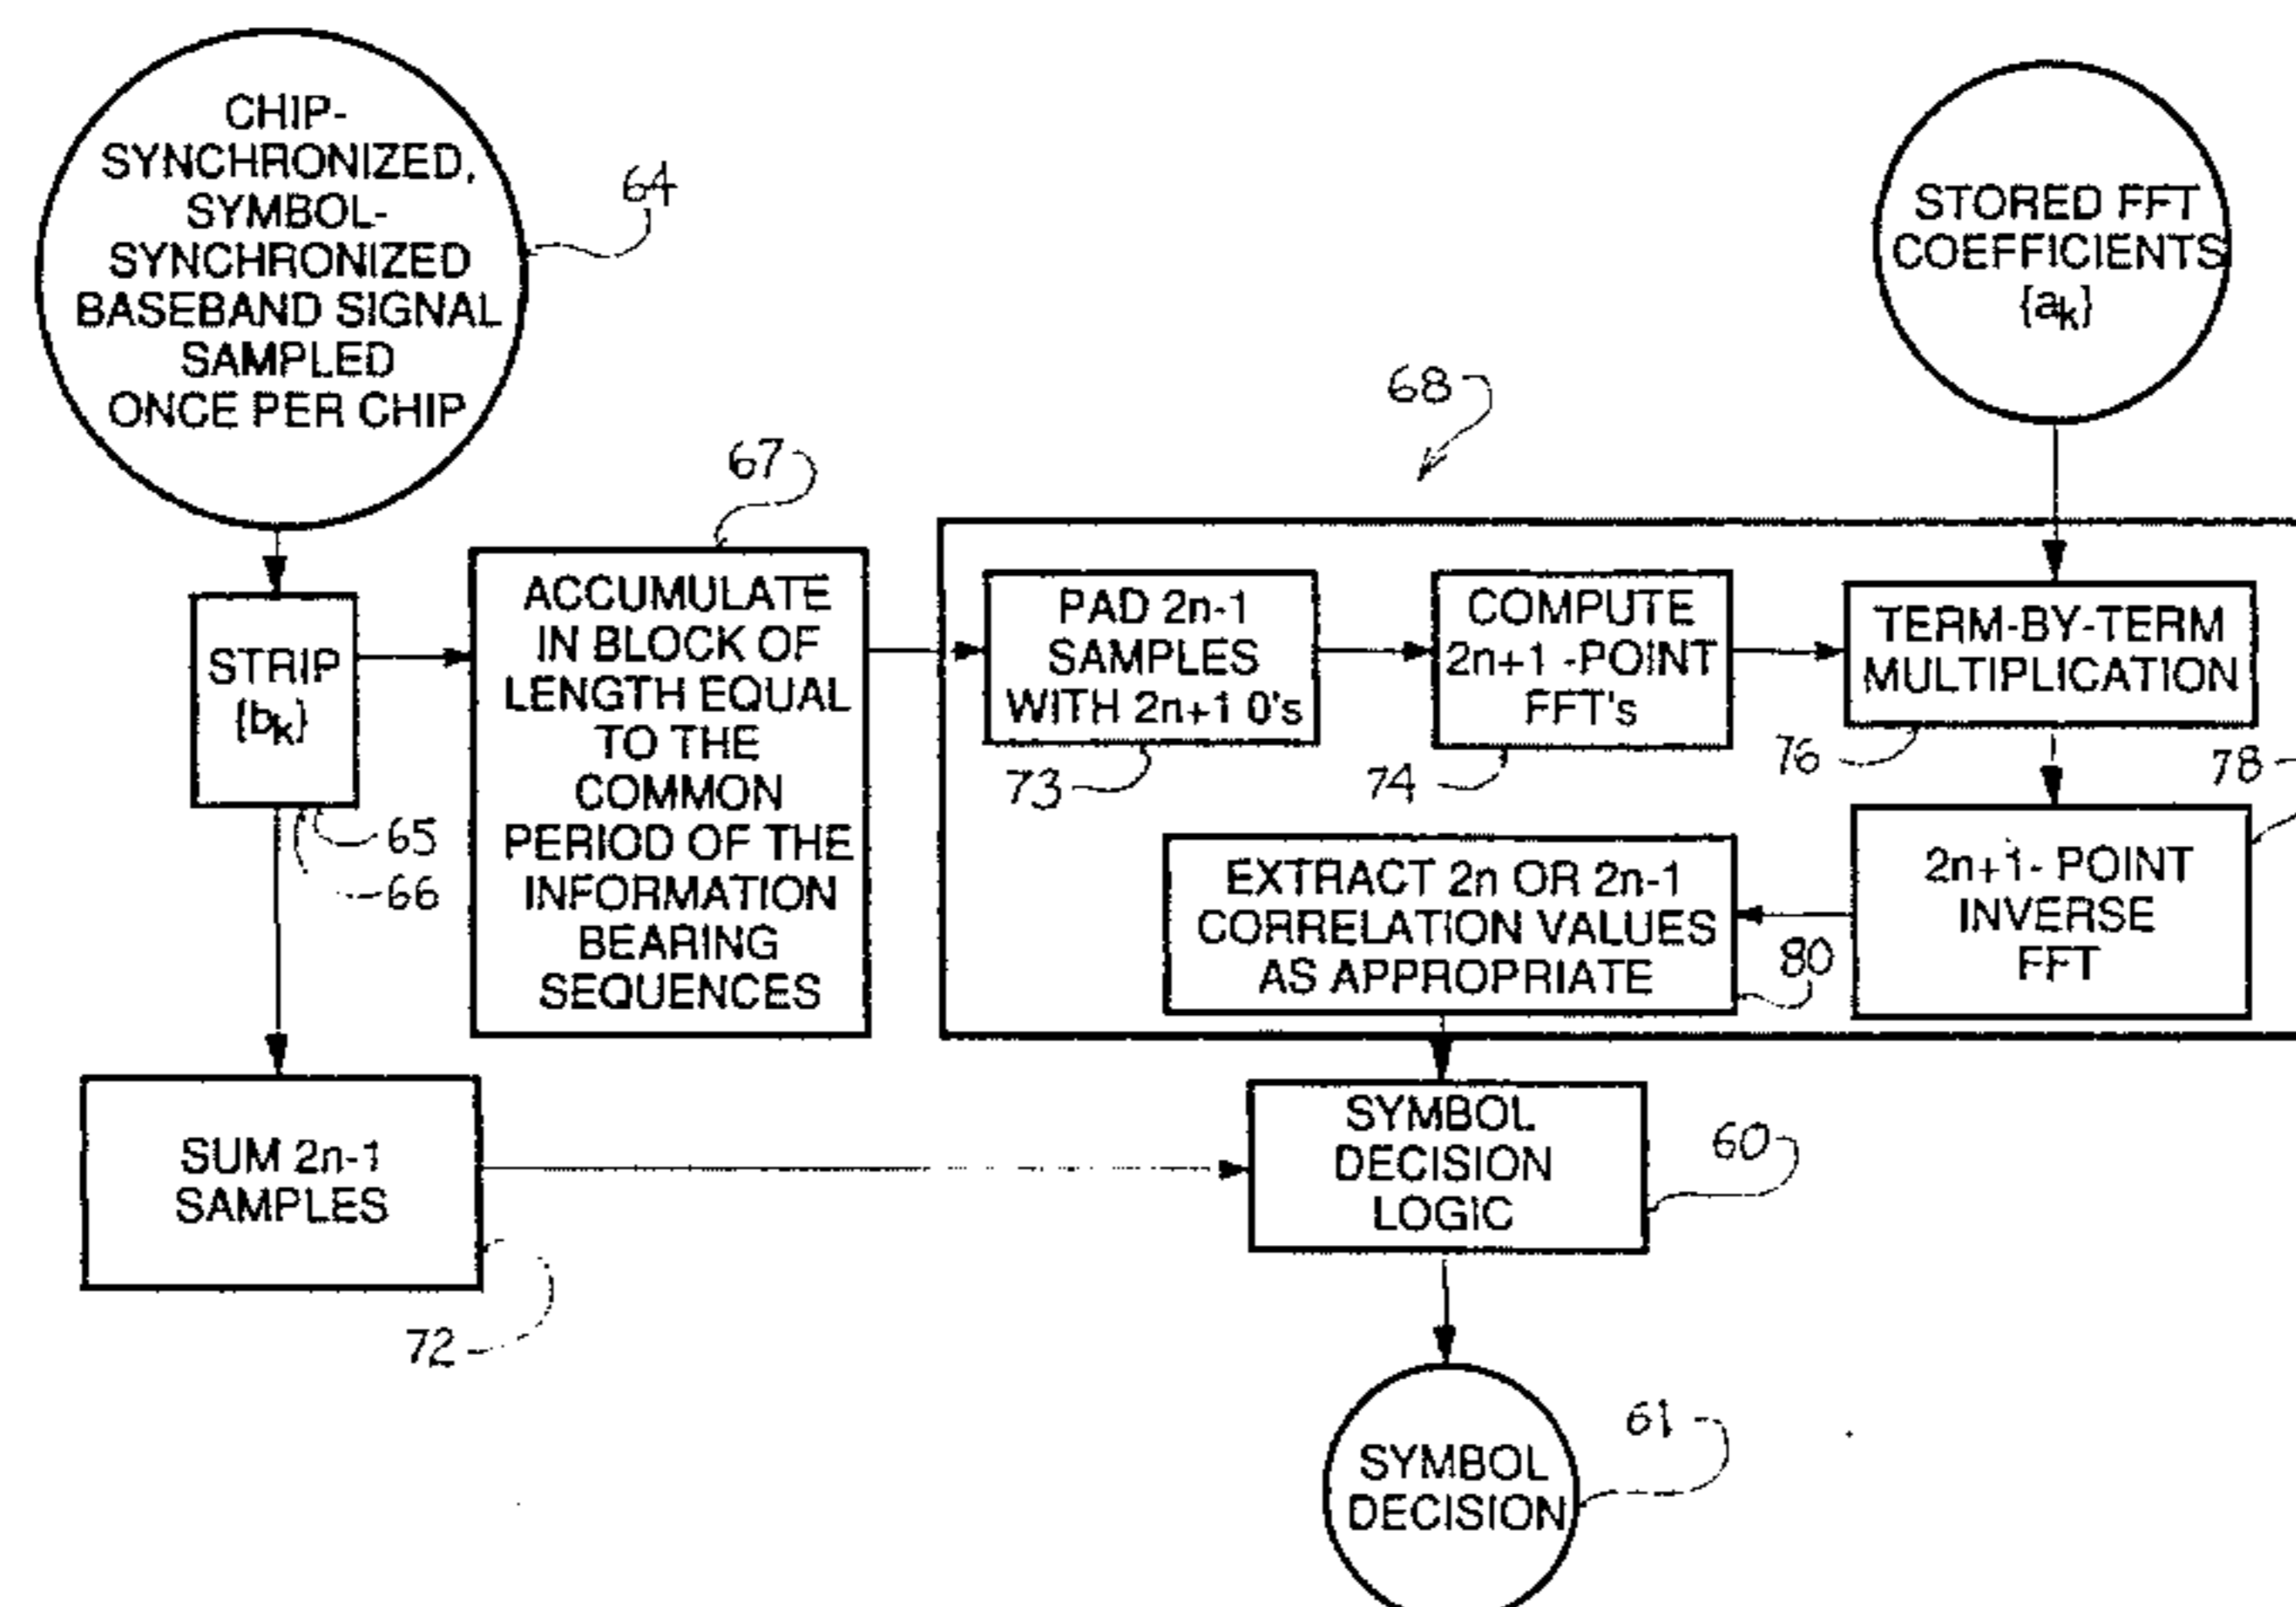 CHIP-
SYNCHRONIZED,
SYMBOL-
SYNCHRONIZED
BASEBAND SIGNAL
SAMPLED
ONCE PER CHIP
64
STORED FFT
COEFFICIENTS
{ak}
68
67
STRIP
{bk}
65
66
ACCUMULATE
IN BLOCK OF
LENGTH EQUAL
TO THE
COMMON
PERIOD OF THE
INFORMATION
BEARING
SEQUENCES
PAD 2n-1
SAMPLES
WITH 2n+1 0's
73
COMPUTE
2n+1 -POINT
FFT's
74
TERM-BY-TERM
MULTIPLICATION
76
78
2n+1- POINT
INVERSE
FFT
EXTRACT 2n OR 2n-1
CORRELATION VALUES
AS APPROPRIATE
80
SUM 2n-1
SAMPLES
72
SYMBOL
DECISION
LOGIC
60
SYMBOL
DECISION
61